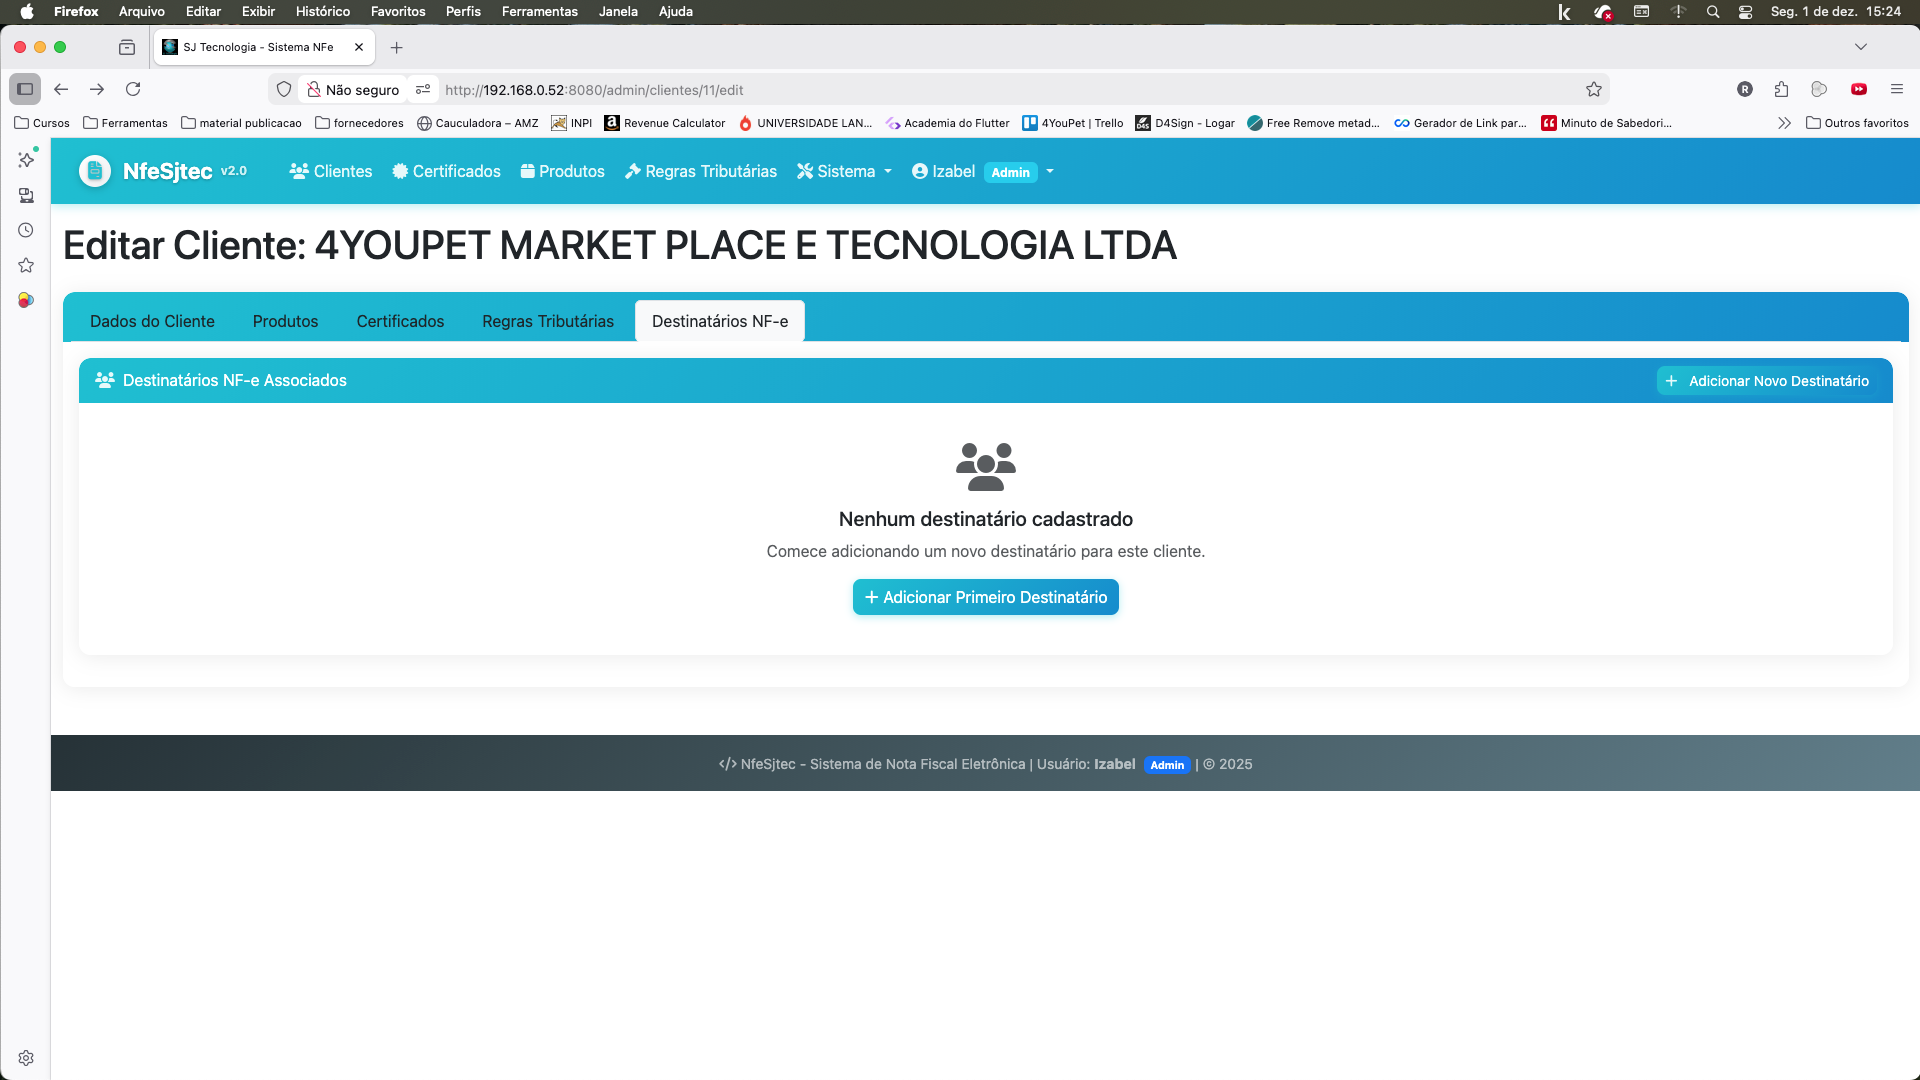 Firefox Arquivo Editar Exibir Histórico Favoritos Perfis Ferramentas Janela Ajuda Seg. 1 de dez. 15:24
SJ Tecnologia - Sistema NFe
Não seguro http://192.168.0.52:8080/admin/clientes/11/edit
Cursos Ferramentas material publicacao fornecedores Cauculadora – AMZ INPI Revenue Calculator UNIVERSIDADE LAN... Academia do Flutter 4YouPet | Trello D4Sign - Logar Free Remove metad... Gerador de Link par... Minuto de Sabedori... Outros favoritos
NfeSjtec v2.0 Clientes Certificados Produtos Regras Tributárias Sistema Izabel Admin
Editar Cliente: 4YOUPET MARKET PLACE E TECNOLOGIA LTDA
Dados do Cliente Produtos Certificados Regras Tributárias Destinatários NF-e
Destinatários NF-e Associados + Adicionar Novo Destinatário
Nenhum destinatário cadastrado
Comece adicionando um novo destinatário para este cliente.
+ Adicionar Primeiro Destinatário
</> NfeSjtec - Sistema de Nota Fiscal Eletrônica | Usuário: Izabel Admin | © 2025